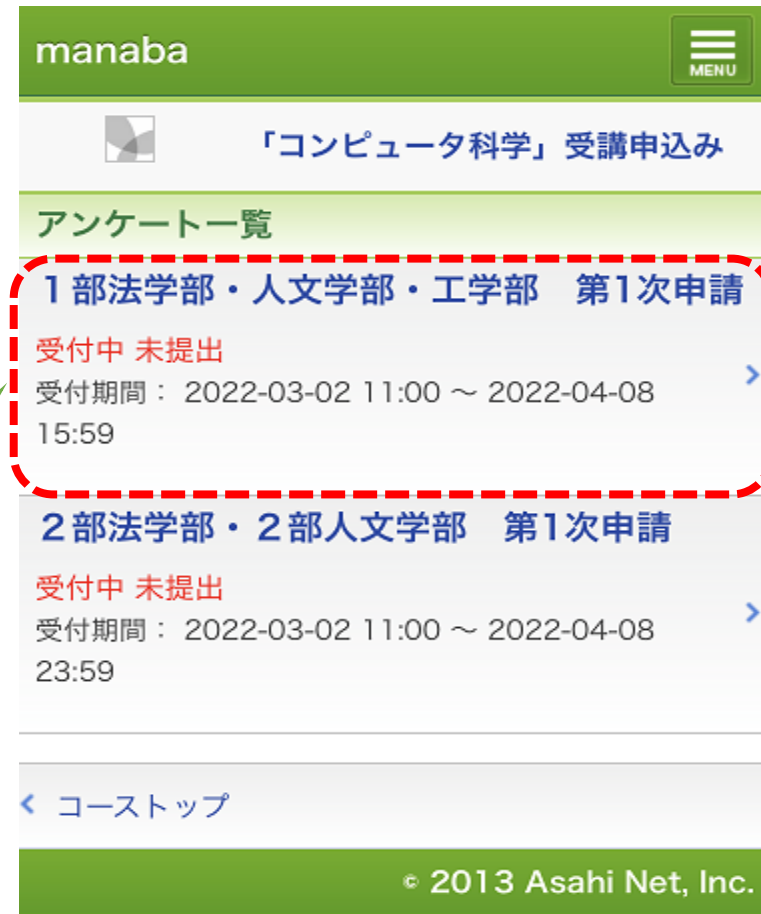 manaba
MENU
「コンピュータ科学」受講申込み
アンケート一覧
１部法学部・人文学部・工学部　第1次申請
受付中 未提出
受付期間： 2022-03-02 11:00 ～ 2022-04-08
15:59
２部法学部・２部人文学部　第1次申請
受付中 未提出
受付期間： 2022-03-02 11:00 ～ 2022-04-08
23:59
コーストップ
© 2013 Asahi Net, Inc.